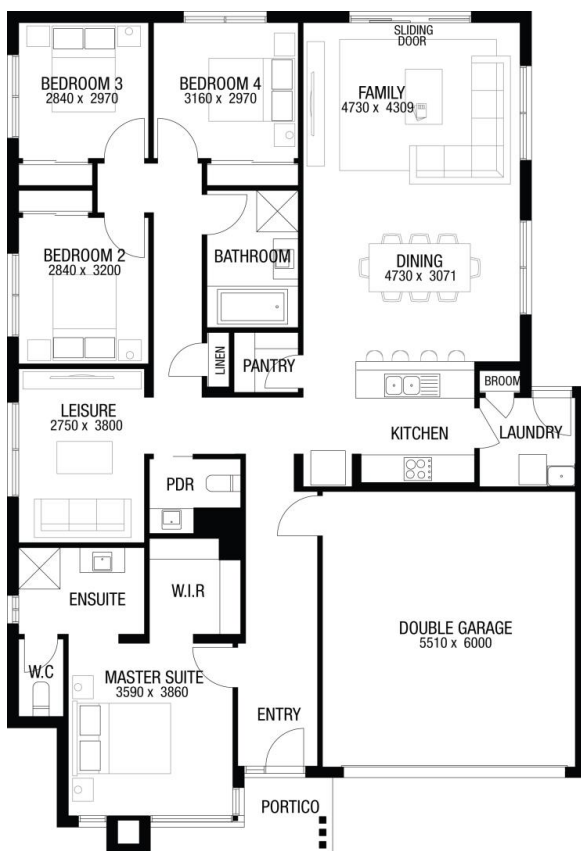 SLIDING
DOOR
BEDROOM 3
2840 x 2970
BEDROOM 4
3160 x 2970
FAMILY
4730 x 4309
BEDROOM 2
2840 x 3200
BATHROOM
DINING
4730 x 3071
LINEN
PANTRY
BROOM
LEISURE
2750 x 3800
KITCHEN
LAUNDRY
PDR
ENSUITE
W.I.R
W.C
MASTER SUITE
3590 x 3860
DOUBLE GARAGE
5510 x 6000
ENTRY
PORTICO